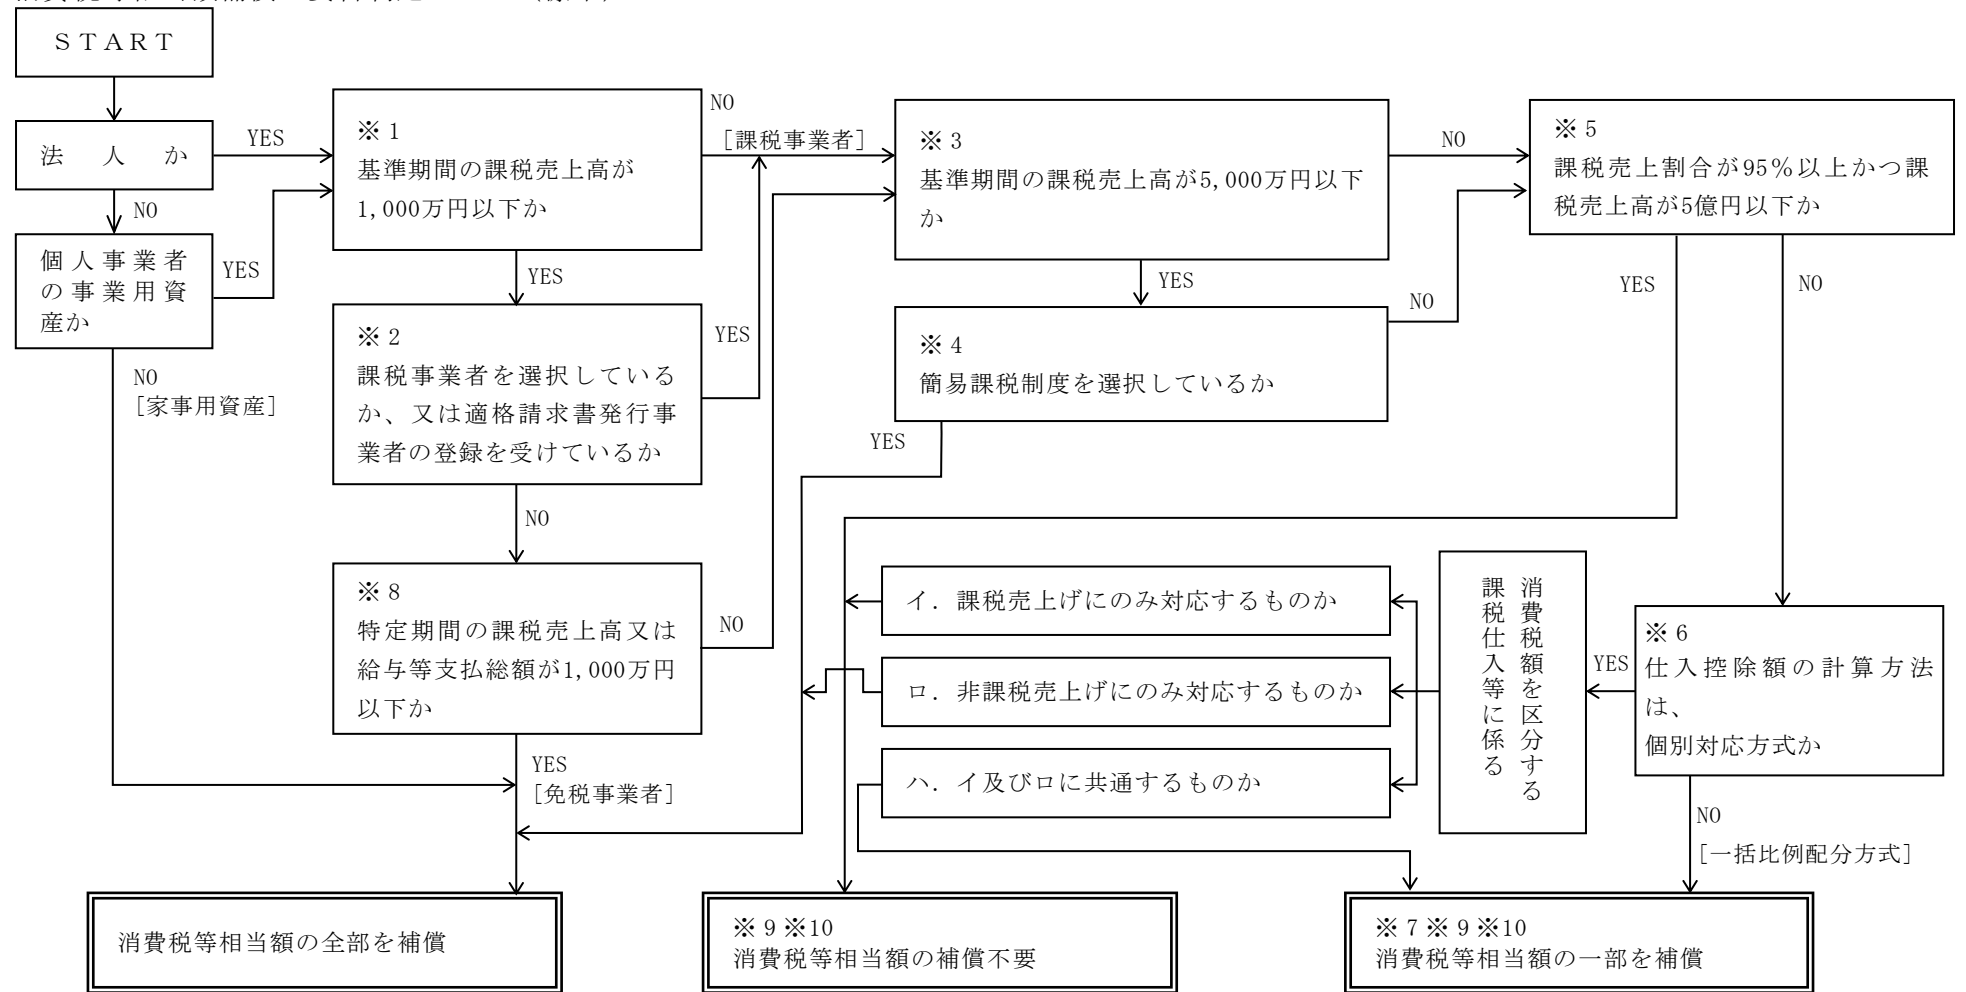 ＳＴＡＲＴ
法　人　か
YES
NO
個人事業者
の事業用資
産か
YES
NO
[家事用資産]
※１
基準期間の課税売上高が
1,000万円以下か
NO
[課税事業者]
YES
※２
課税事業者を選択している
か、又は適格請求書発行事
業者の登録を受けているか
YES
NO
※８
特定期間の課税売上高又は
給与等支払総額が1,000万円
以下か
NO
YES
[免税事業者]
※３
基準期間の課税売上高が5,000万円以下
か
NO
YES
※４
簡易課税制度を選択しているか
NO
YES
※５
課税売上割合が95％以上かつ課
税売上高が5億円以下か
YES
NO
※６
仕入控除額の計算方法
は、
個別対応方式か
YES
NO
[一括比例配分方式]
消費税額を区分する
課税仕入等に係る
イ．課税売上げにのみ対応するものか
ロ．非課税売上げにのみ対応するものか
ハ．イ及びロに共通するものか
消費税等相当額の全部を補償
※９※10
消費税等相当額の補償不要
※７※９※10
消費税等相当額の一部を補償